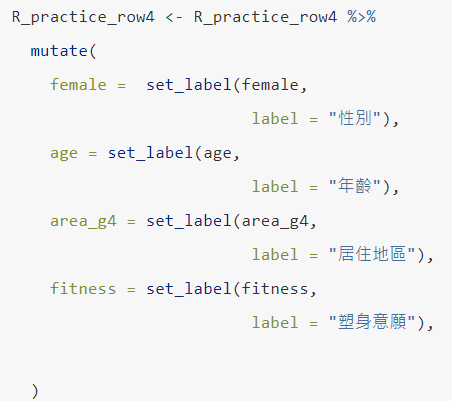 R_practice_row4 <- R_practice_row4 %>%
mutate(
female =  set_label(female,
label = "性別"),
age = set_label(age,
label = "年齡"),
area_g4 = set_label(area_g4,
label = "居住地區"),
fitness = set_label(fitness,
label = "塑身意願"),
)